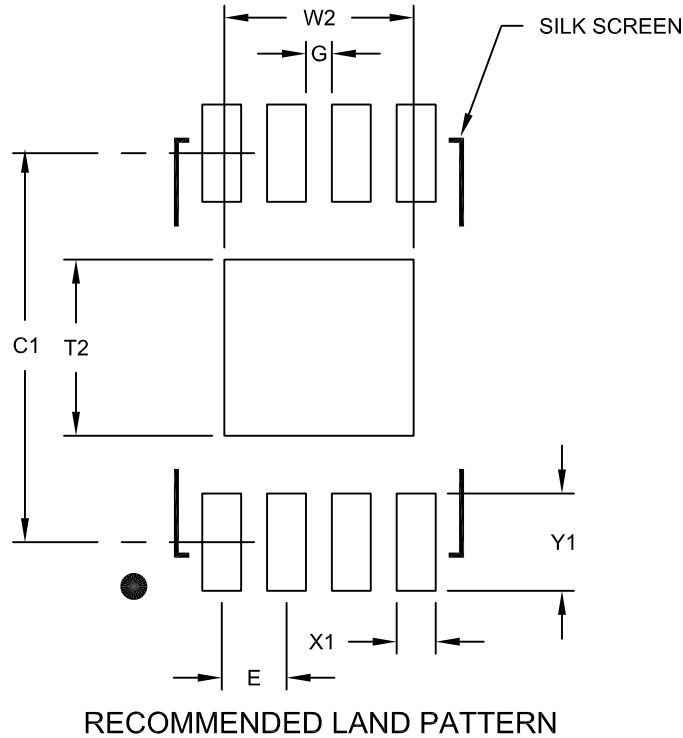 W2
SILK SCREEN
G
C1
T2
Y1
X1
E
RECOMMENDED LAND PATTERN